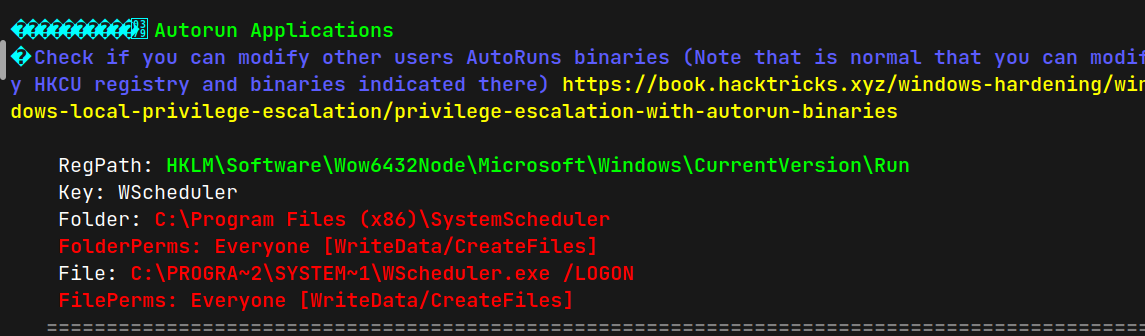 Autorun Applications
Check if you can modify other users AutoRuns binaries (Note that is normal that you can modif
y HKCU registry and binaries indicated there) https://book.hacktricks.xyz/windows-hardening/win
dows-local-privilege-escalation/privilege-escalation-with-autorun-binaries
RegPath: HKLM\Software\Wow6432Node\Microsoft\Windows\CurrentVersion\Run
Key: WScheduler
Folder: C:\Program Files (x86)\SystemScheduler
FolderPerms: Everyone [WriteData/CreateFiles]
File: C:\PROGRA~2\SYSTEM~1\WScheduler.exe /LOGON
FilePerms: Everyone [WriteData/CreateFiles]